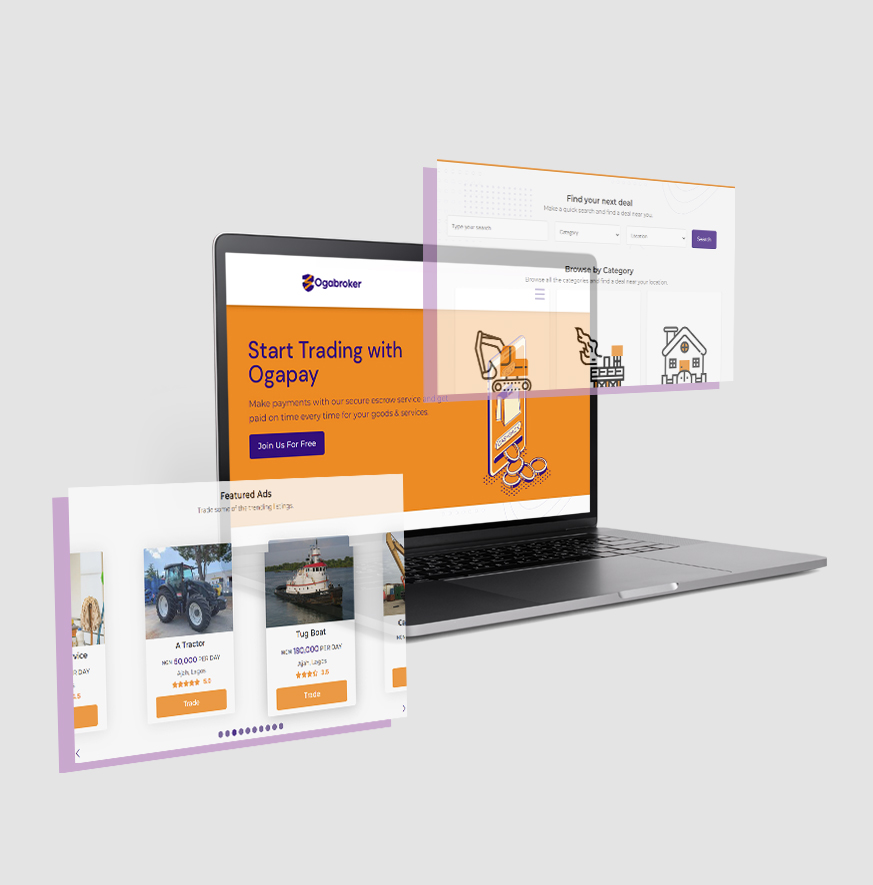 Find your next deal
Make a quick search and find a deal near you.
Type your search
Category
Location
Search
Browse by Category
Browse all the categories and find a deal near your location.
Ogabroker
Start Trading with
Ogapay
Make payments with our secure escrow service and get
paid on time every time for your goods & services.
Join Us For Free
Featured Ads
Trade some of the trending listings.
A Tractor
NGN 50,000 PER DAY
Ajah, Lagos
5.0
Trade
Tug Boat
NGN 180,000 PER DAY
Ajah, Lagos
3.5
Trade
vice
R DAY